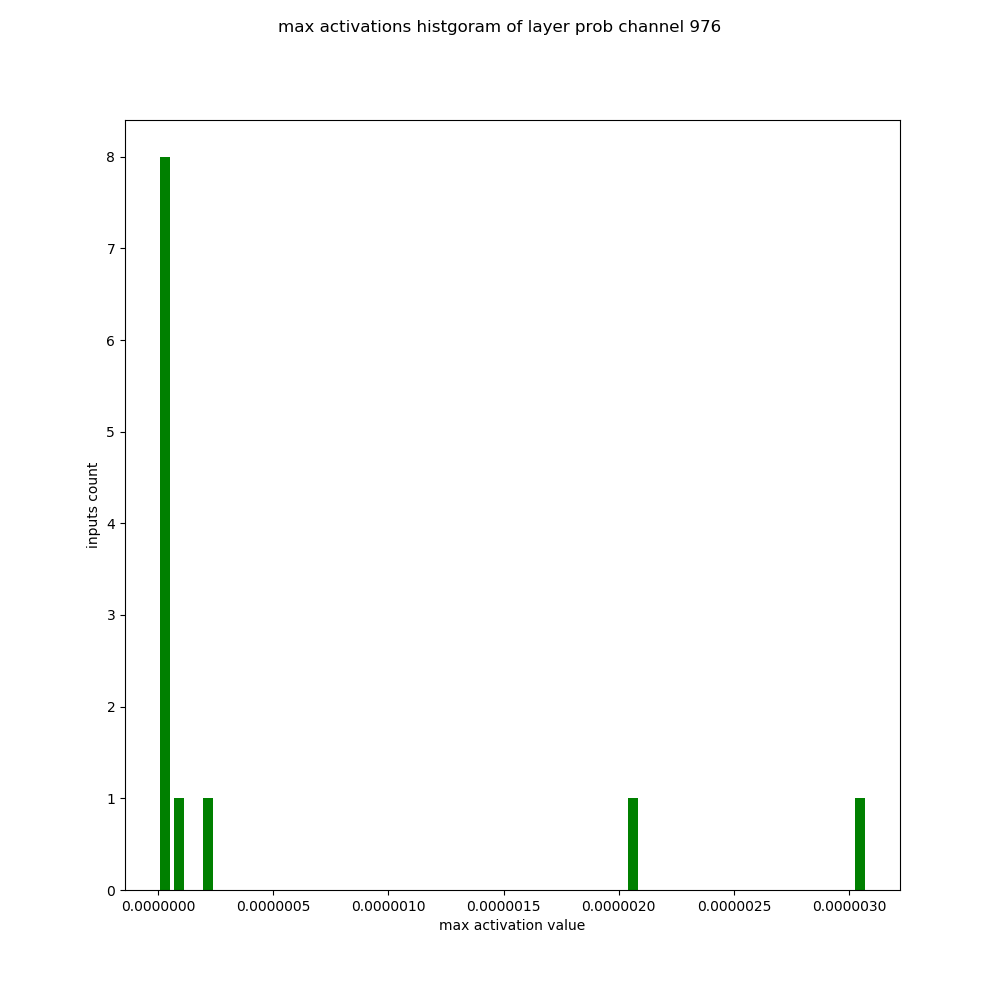 max activations histgoram of layer prob channel 976
8
7
6
5
4
3
2
1
0
inputs count
0.0000000 0.0000005 0.0000010 0.0000015 0.0000020 0.0000025 0.0000030
max activation value